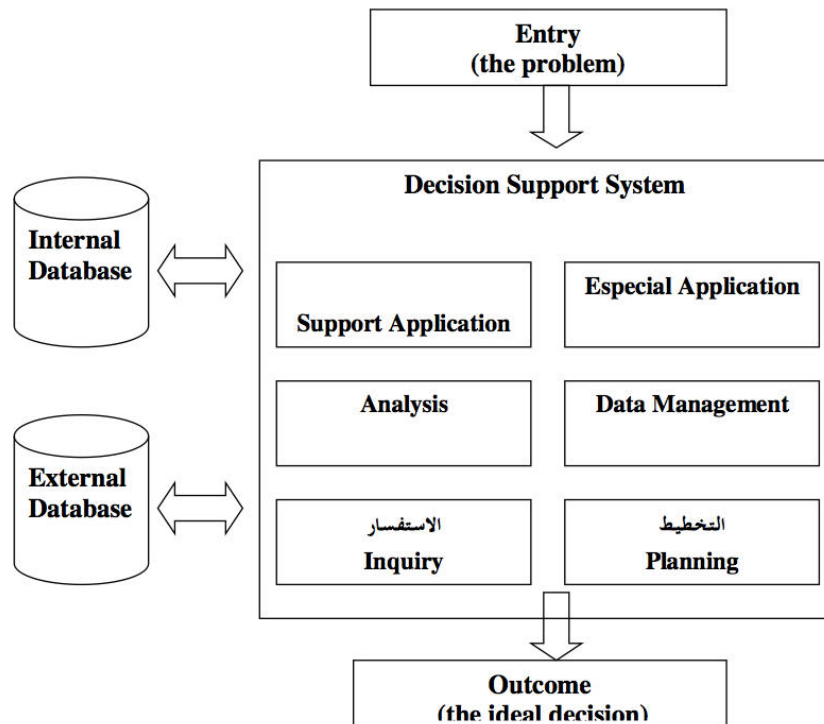 Entry
(the problem)
Decision Support System
Internal
Database
Support Application
Especial Application
Analysis
Data Management
External
Database
الاستفسار
Inquiry
التخطيط
Planning
Outcome
(the ideal decision)